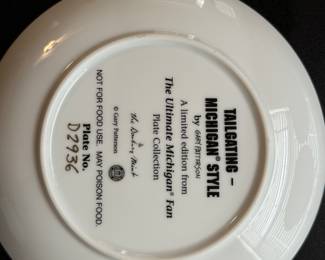 TAILGATING –
MICHIGAN® STYLE
by GARY PATTERSON
A limited edition from
The Ultimate Michigan® Fan
Plate Collection
The Danbury Mint
© Gary Patterson
NOT FOR FOOD USE. MAY POISON FOOD.
Plate No.
D2936